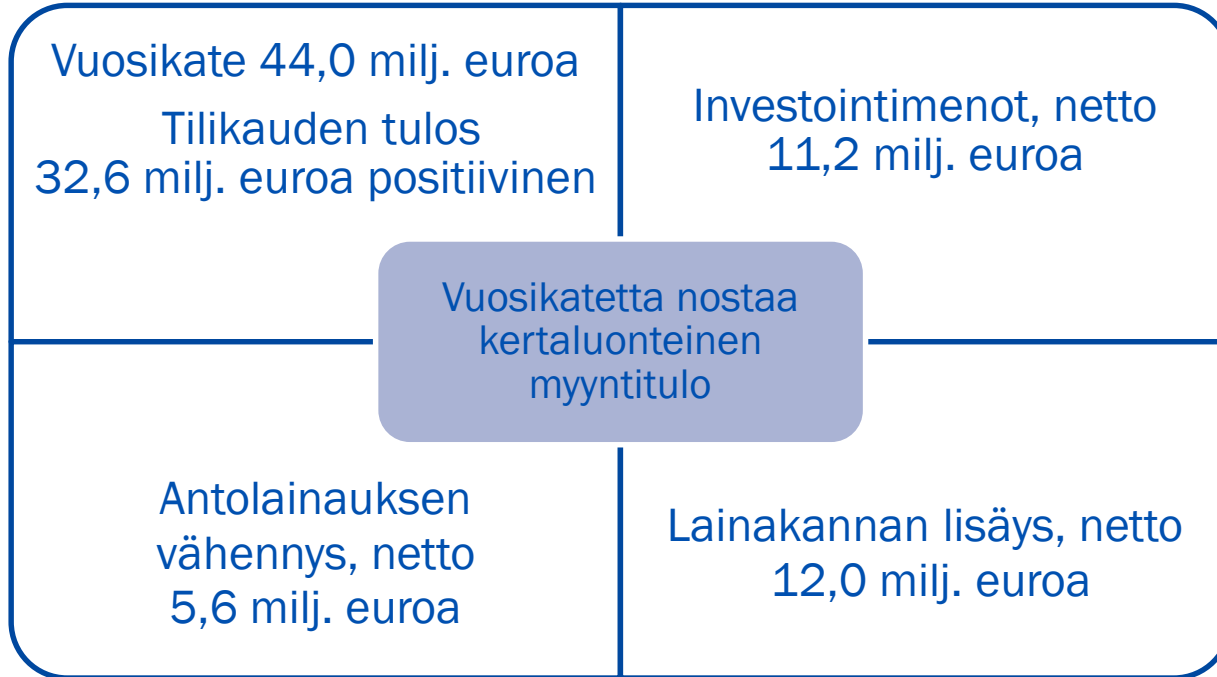 Vuosikate 44,0 milj. euroa
Tilikauden tulos
32,6 milj. euroa positiivinen
Investointimenot, netto
11,2 milj. euroa
Vuosikatetta nostaa
kertaluonteinen
myyntitulo
Antolainauksen
vähennys, netto
5,6 milj. euroa
Lainakannan lisäys, netto
12,0 milj. euroa